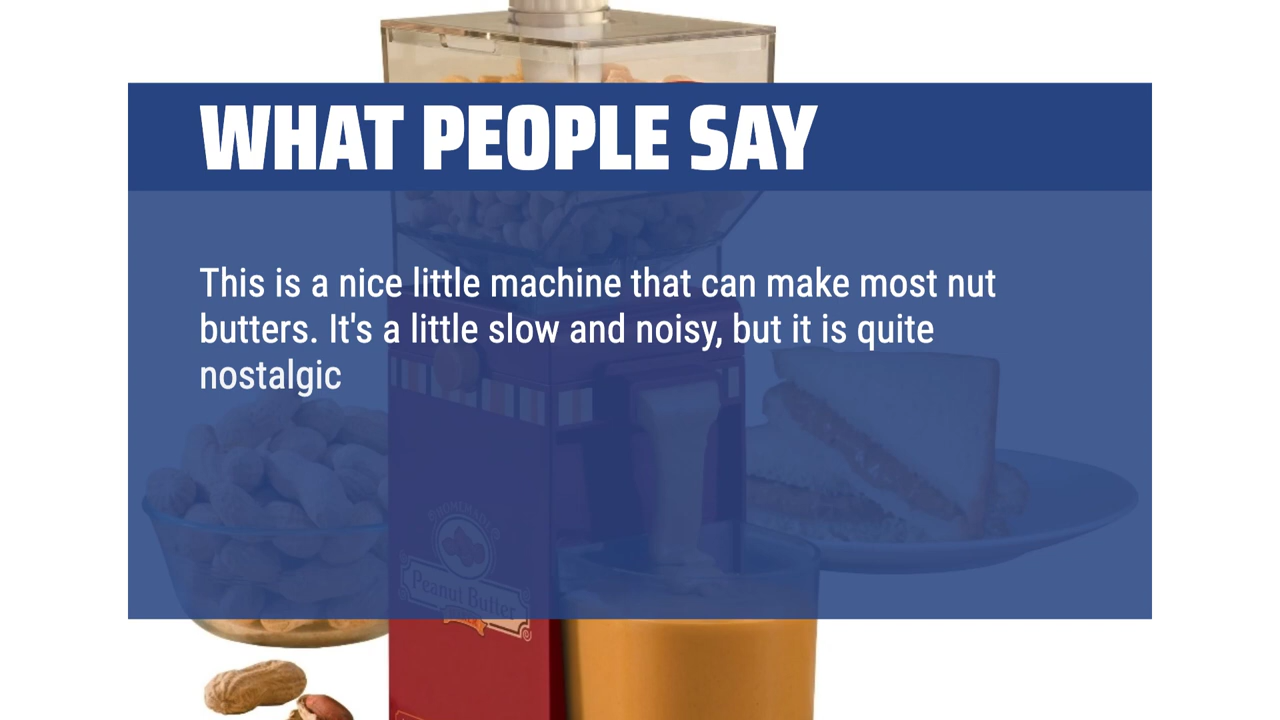 WHAT PEOPLE SAY
This is a nice little machine that can make most nut
butters. It's a little slow and noisy, but it is quite
nostalgic
HOMEMADE
Peanut Butter